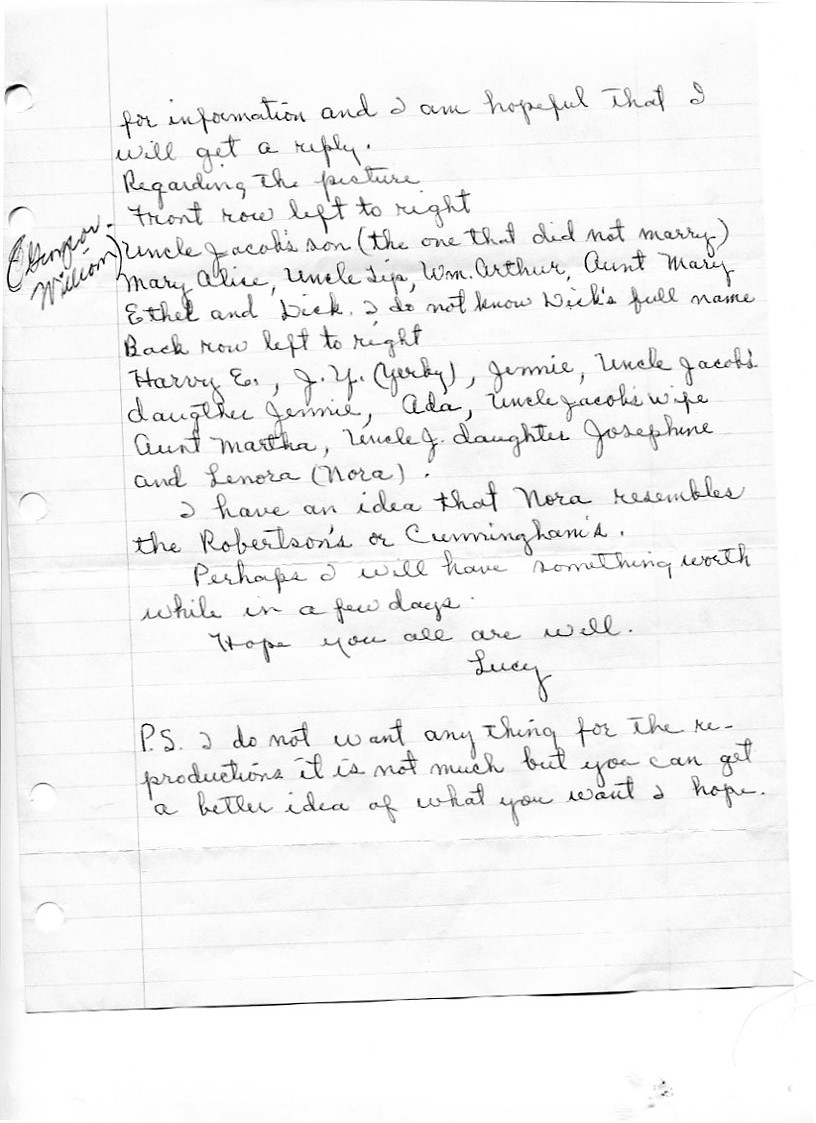 for information and I am hopeful that I
will get a reply.
Regarding the picture
Front row left to right
(George or
William)
Uncle Jacob's son (the one that did not marry)
Mary Alice, Uncle Wm. Arthur, Aunt Mary
Ethel and Dick. I do not know Dick's full name
Back row left to right
Harvy E., J. Y. (Yerby), Jennie, Uncle Jacob's
daugther Jennie, Ada, Uncle Jacob's wife
Aunt Martha, Uncle J. daughter Josephine
and Lenora (Nora).
I have an idea that Nora resembles
the Robertson's or Cunningham's.
Perhaps I will have something worth
while in a few days.
Hope you all are well.
Lucy
P.S. I do not want any thing for the re-
productions it is not much but you can get
a better idea of what you want I hope.